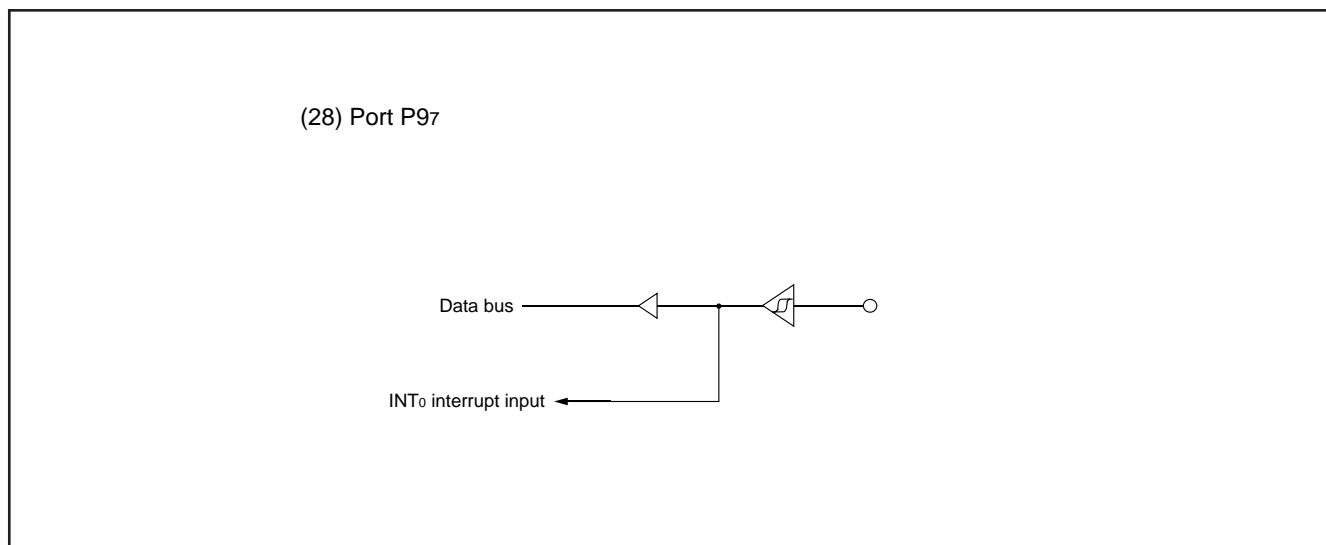 (28) Port P97
Data bus
INT0 interrupt input